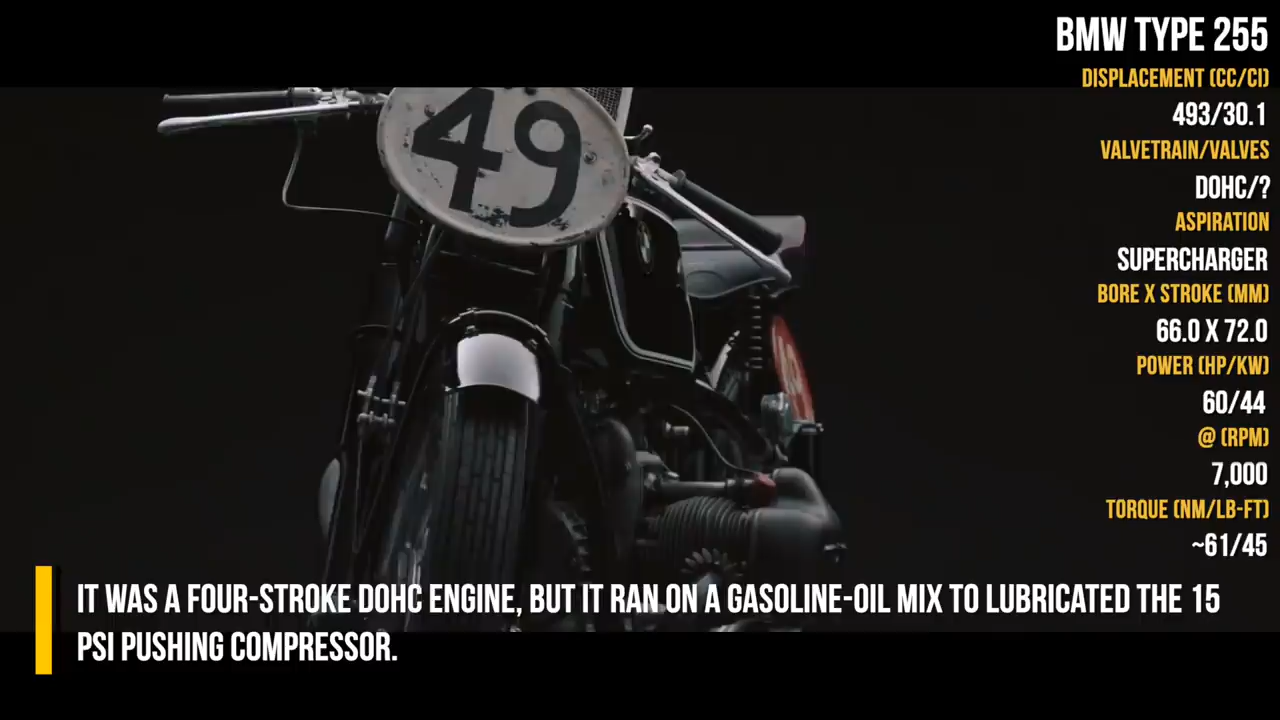 BMW TYPE 255
DISPLACEMENT (CC/CI)
493/30.1
VALVETRAIN/VALVES
DOHC/?
ASPIRATION
SUPERCHARGER
BORE X STROKE (MM)
66.0 X 72.0
POWER (HP/KW)
60/44
@ (RPM)
7,000
TORQUE (NM/LB-FT)
~61/45
49
IT WAS A FOUR-STROKE DOHC ENGINE, BUT IT RAN ON A GASOLINE-OIL MIX TO LUBRICATED THE 15
PSI PUSHING COMPRESSOR.